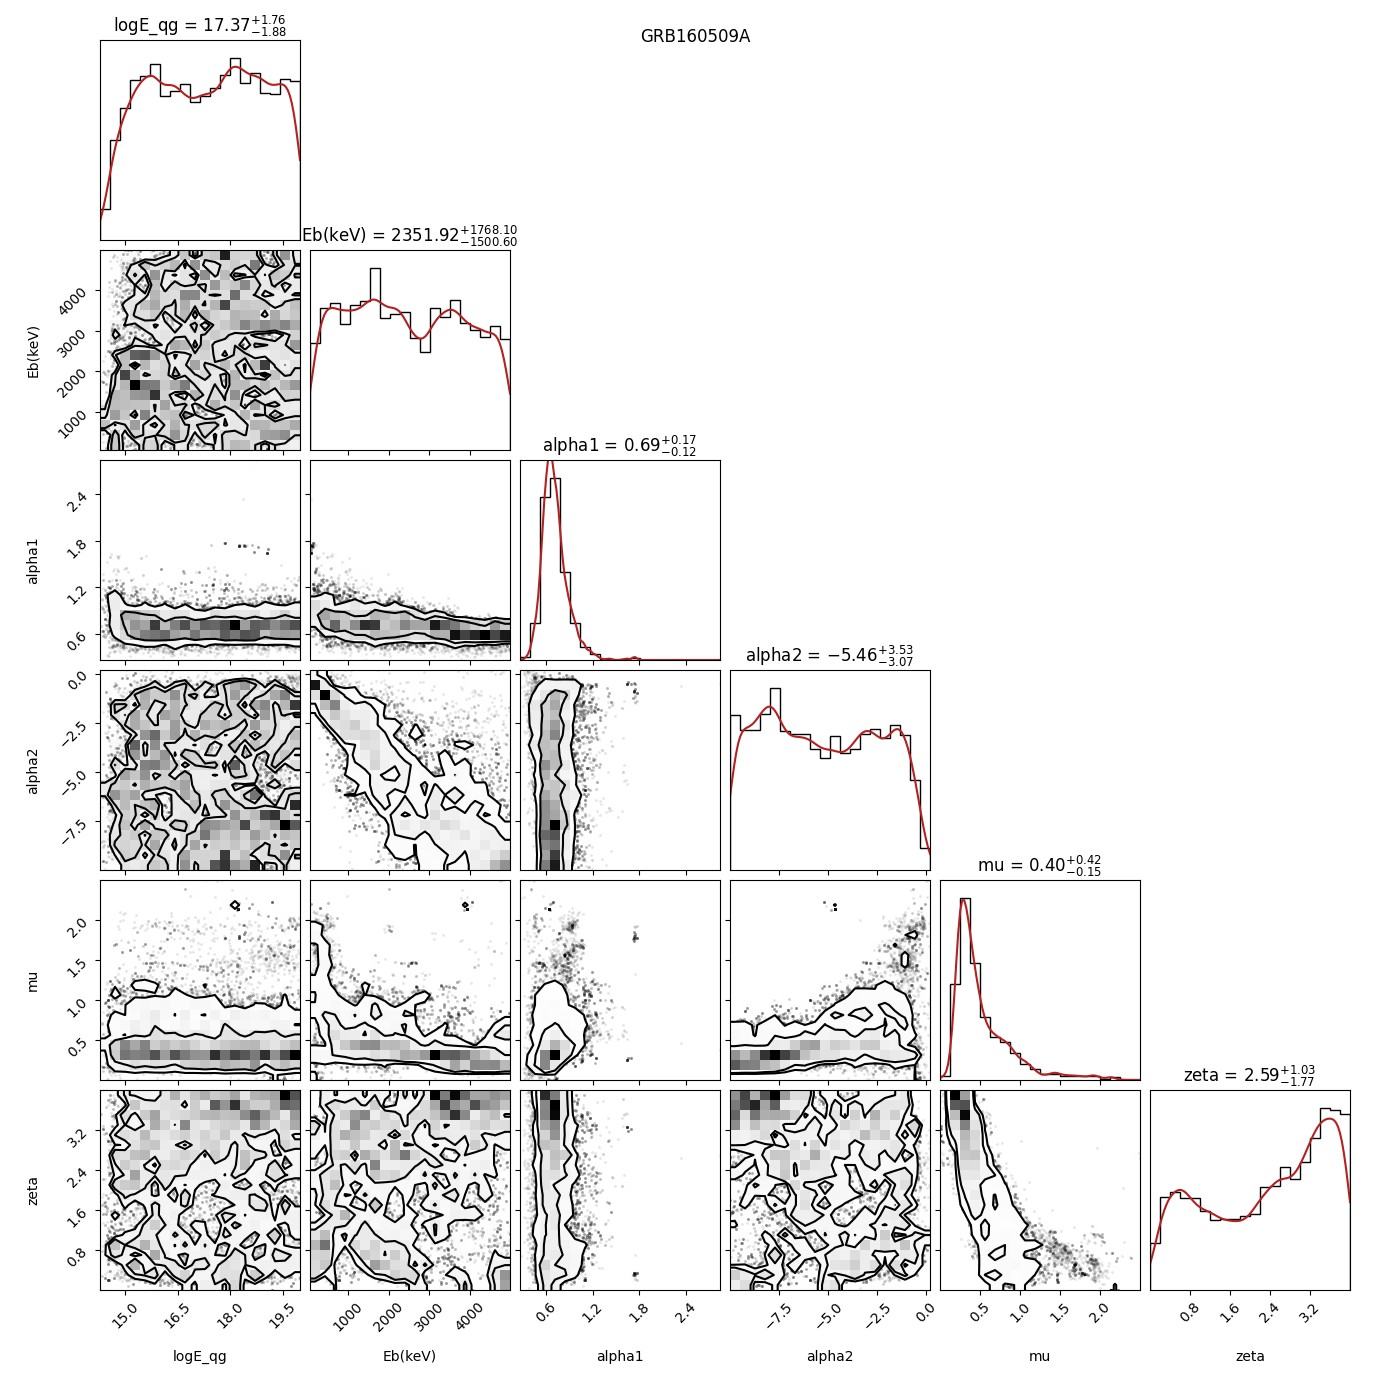 GRB160509A
logE_qg = 17.37$^{+1.76}_{-1.88}$
Eb(keV) = 2351.92$^{+1768.10}_{-1500.60}$
Eb(keV)
4000
3000
2000
1000
alpha1 = 0.69$^{+0.17}_{-0.12}$
alpha1
2.4
1.8
1.2
0.6
alpha2 = −5.46$^{+3.53}_{-3.07}$
alpha2
0.0
−2.5
−5.0
−7.5
mu = 0.40$^{+0.42}_{-0.15}$
mu
2.0
1.5
1.0
0.5
zeta = 2.59$^{+1.03}_{-1.77}$
zeta
3.2
2.4
1.6
0.8
15.0 16.5 18.0 19.5 1000 2000 3000 4000 0.6 1.2 1.8 2.4 −7.5 −5.0 −2.5 0.0 0.5 1.0 1.5 2.0 0.8 1.6 2.4 3.2
logE_qg Eb(keV) alpha1 alpha2 mu zeta